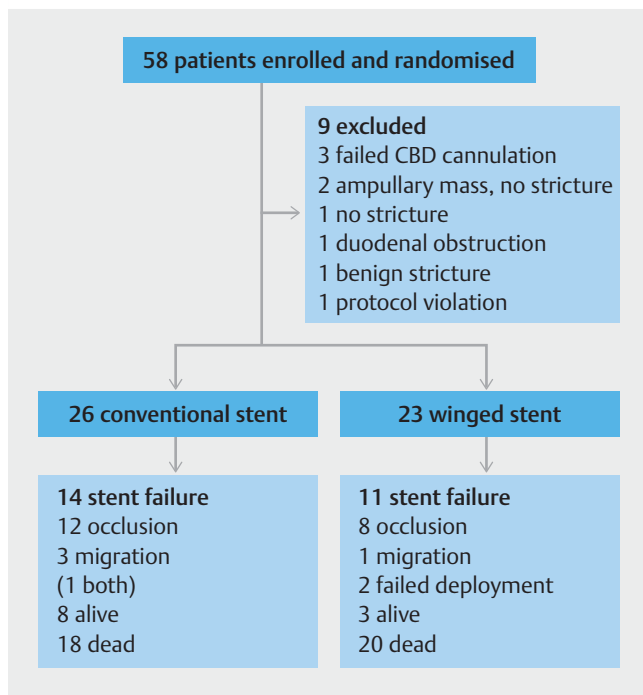 58 patients enrolled and randomised
9 excluded
3 failed CBD cannulation
2 ampullary mass, no stricture
1 no stricture
1 duodenal obstruction
1 benign stricture
1 protocol violation
26 conventional stent
23 winged stent
14 stent failure
12 occlusion
3 migration
(1 both)
8 alive
18 dead
11 stent failure
8 occlusion
1 migration
2 failed deployment
3 alive
20 dead